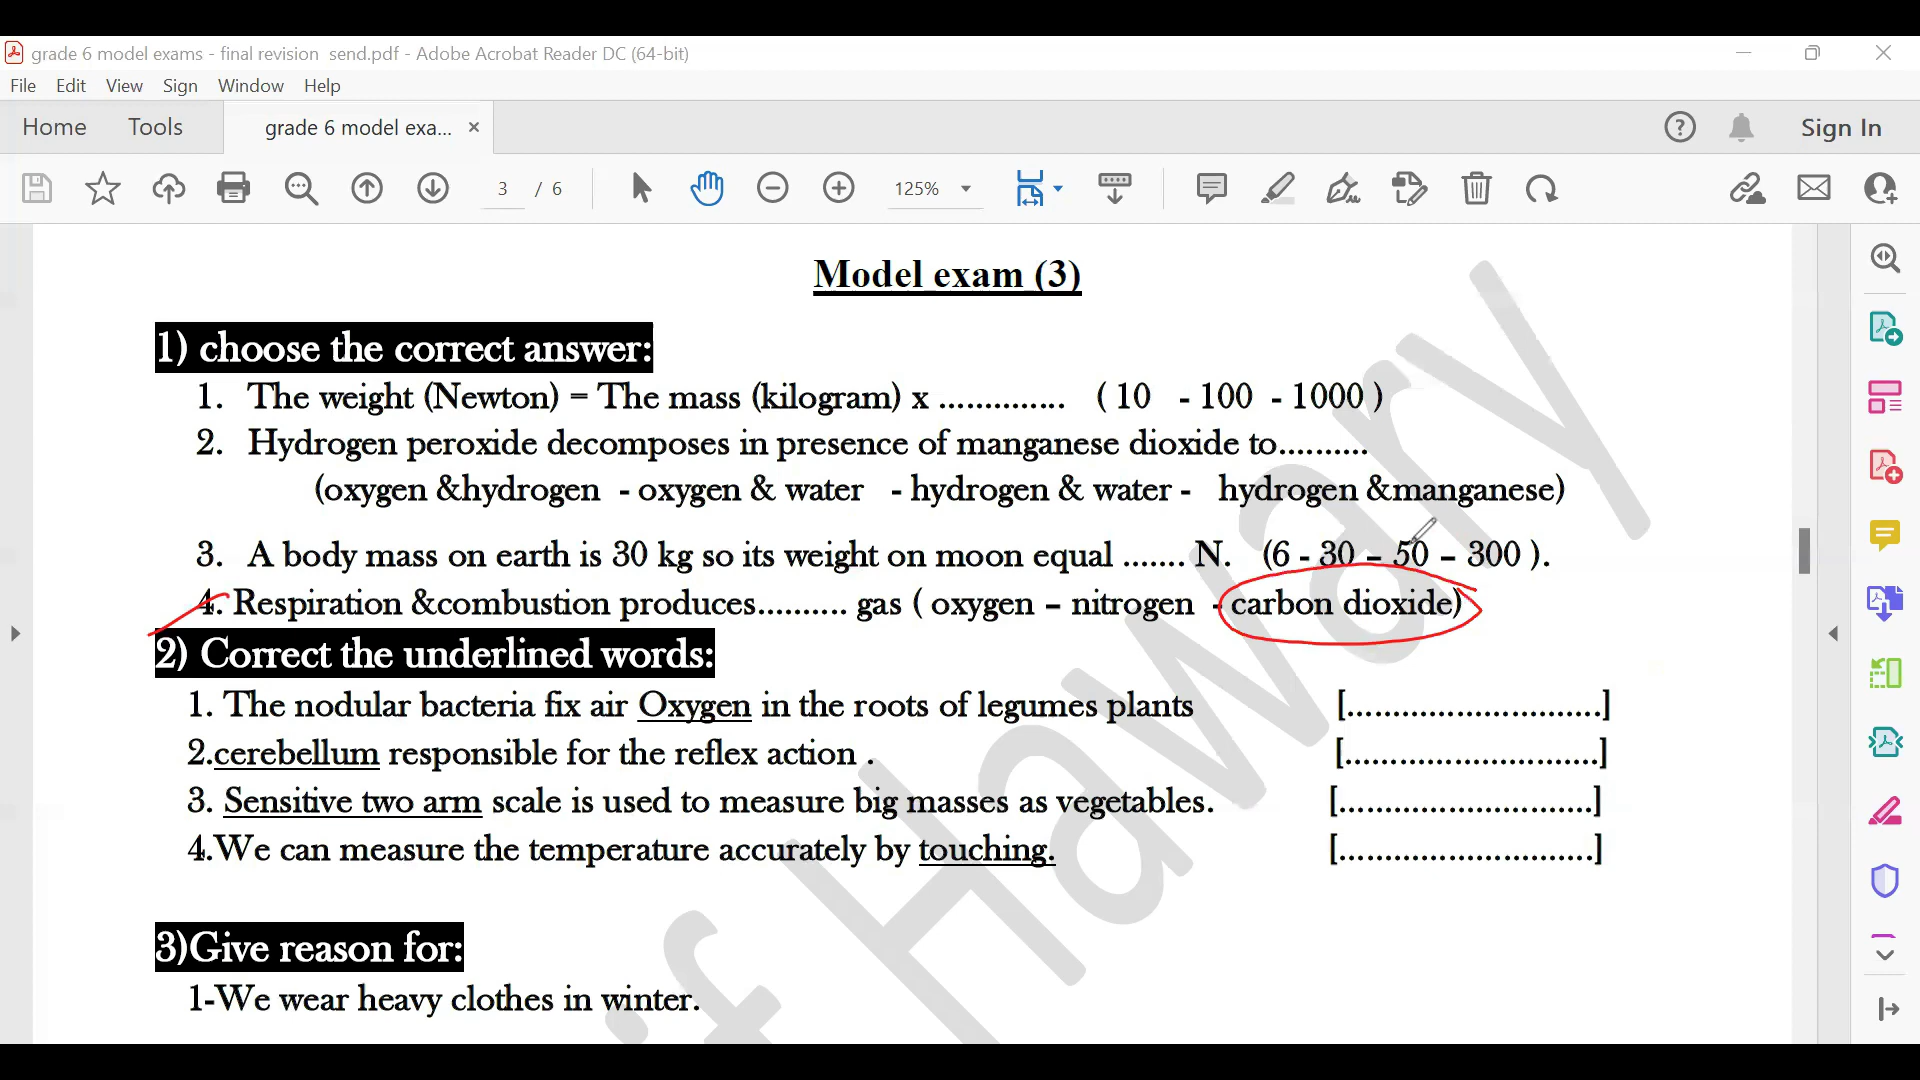 grade 6 model exams - final revision  send.pdf - Adobe Acrobat Reader DC (64-bit)
File Edit View Sign Window Help
Home Tools grade 6 model exa... × Sign In
3 / 6 125%
Model exam (3)
1) choose the correct answer:
1. The weight (Newton) = The mass (kilogram) x .............. ( 10 - 100 - 1000 )
2. Hydrogen peroxide decomposes in presence of manganese dioxide to..........
(oxygen &hydrogen - oxygen & water - hydrogen & water - hydrogen &manganese)
3. A body mass on earth is 30 kg so its weight on moon equal ....... N. (6 - 30 – 50 – 300 ).
4. Respiration &combustion produces.......... gas ( oxygen – nitrogen - carbon dioxide)
2) Correct the underlined words:
1. The nodular bacteria fix air Oxygen in the roots of legumes plants [............................]
2.cerebellum responsible for the reflex action . [............................]
3. Sensitive two arm scale is used to measure big masses as vegetables. [............................]
4.We can measure the temperature accurately by touching. [............................]
3)Give reason for:
1-We wear heavy clothes in winter.
if Hawary